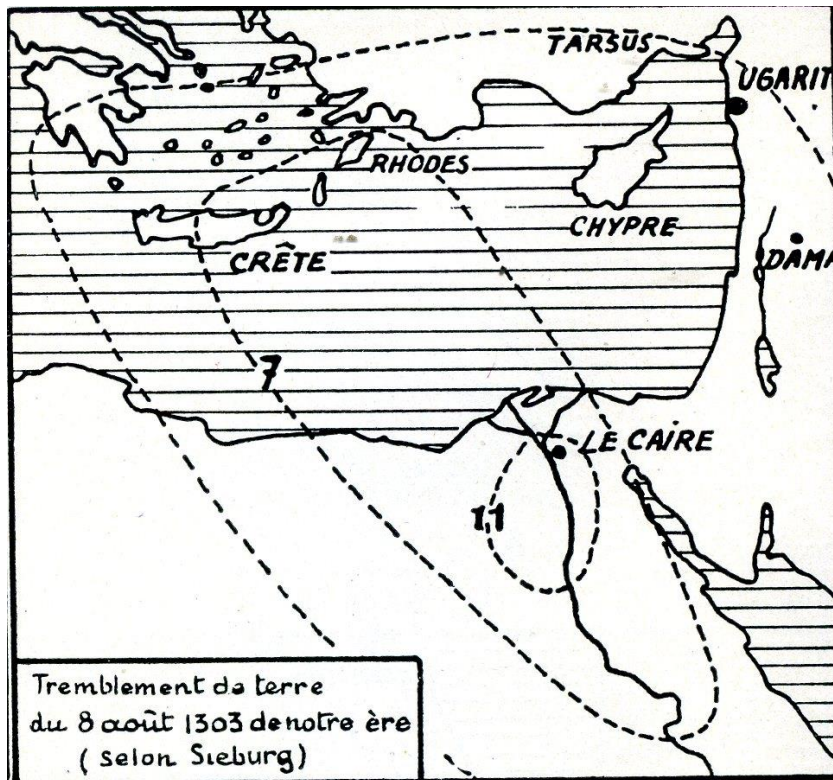 TARSUS
UGARIT
RHODES
CHYPRE
CRÊTE
DAMA
7
LE CAIRE
11
Tremblement de terre
du 8 août 1303 de notre ère
( selon Sieburg)